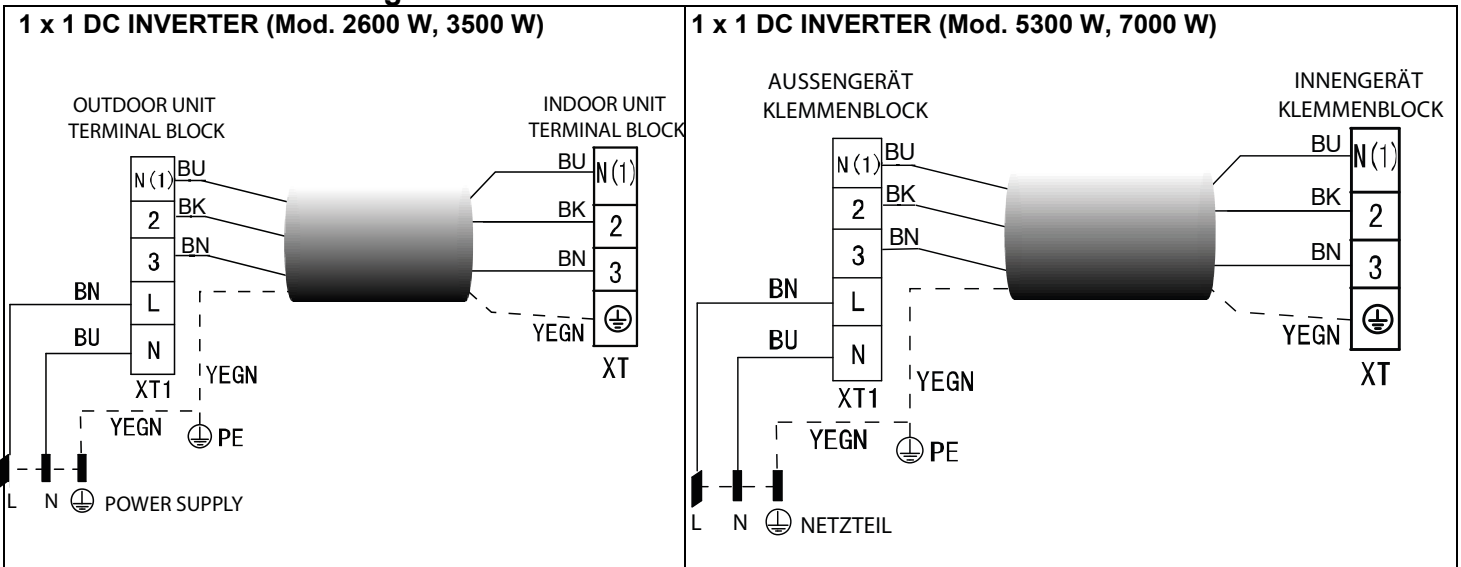 1 x 1 DC INVERTER (Mod. 2600 W, 3500 W)
OUTDOOR UNIT
TERMINAL BLOCK
INDOOR UNIT
TERMINAL BLOCK
N(1)
BU
BU
N(1)
2
BK
BK
2
3
BN
BN
3
BN
L
BU
N
YEGN
XT
XT1
YEGN
YEGN
PE
L N POWER SUPPLY
1 x 1 DC INVERTER (Mod. 5300 W, 7000 W)
AUSSENGERÄT
KLEMMENBLOCK
INNENGERÄT
KLEMMENBLOCK
N(1)
BU
BU
N(1)
2
BK
BK
2
3
BN
BN
3
BN
L
BU
N
YEGN
XT
XT1
YEGN
YEGN
PE
L N NETZTEIL